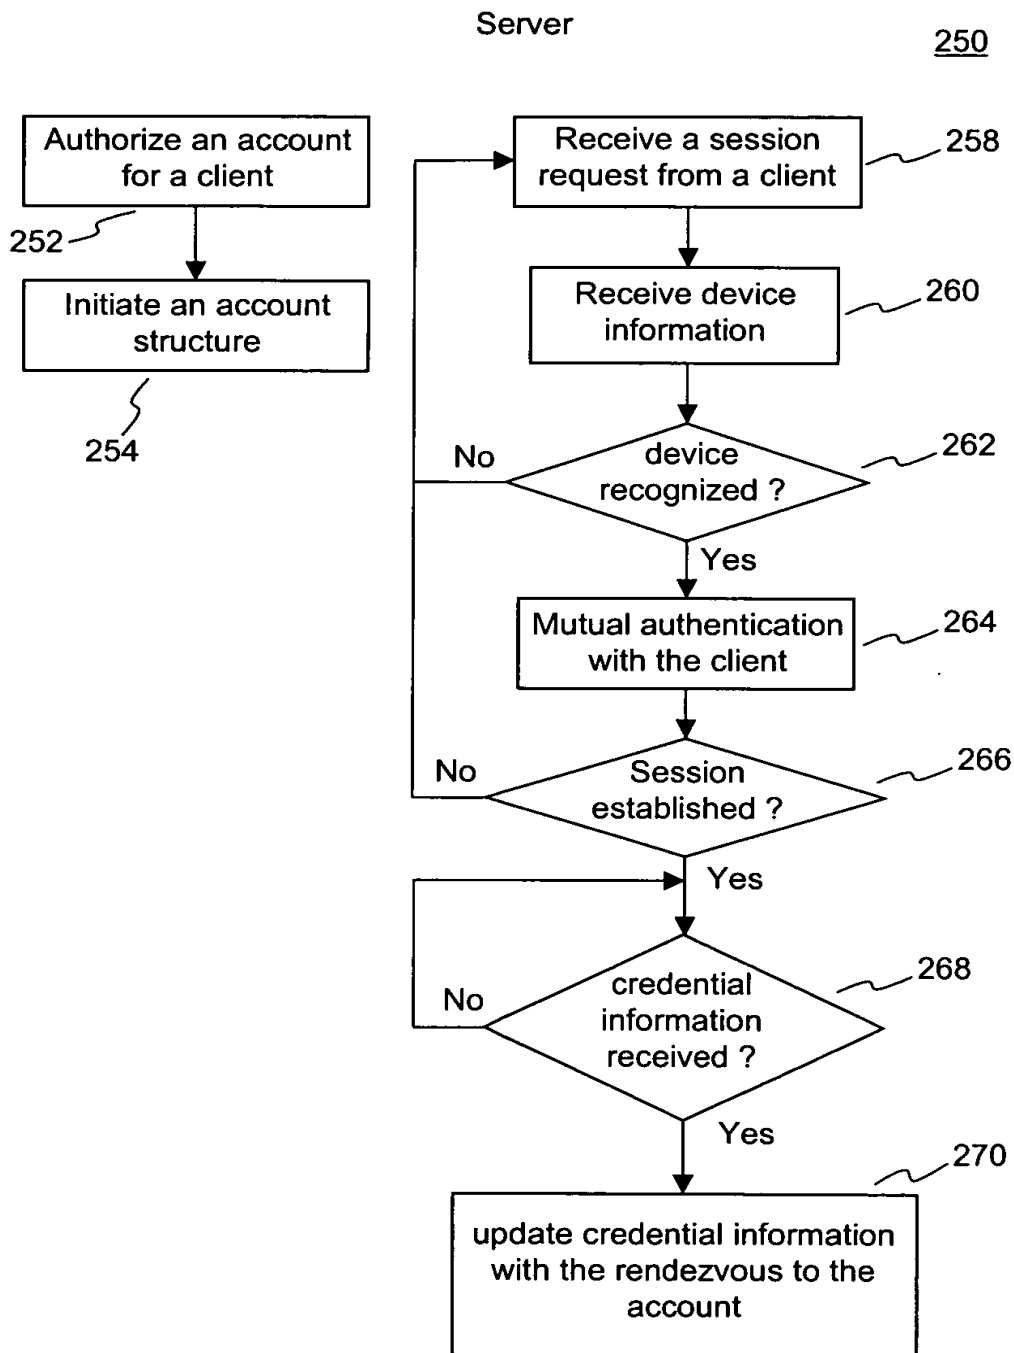 Server
250
Authorize an account
for a client
252
Initiate an account
structure
254
Receive a session
request from a client
258
Receive device
information
260
device
recognized ?
262
No
Yes
Mutual authentication
with the client
264
Session
established ?
266
No
Yes
credential
information
received ?
268
No
Yes
270
update credential information
with the rendezvous to the
account